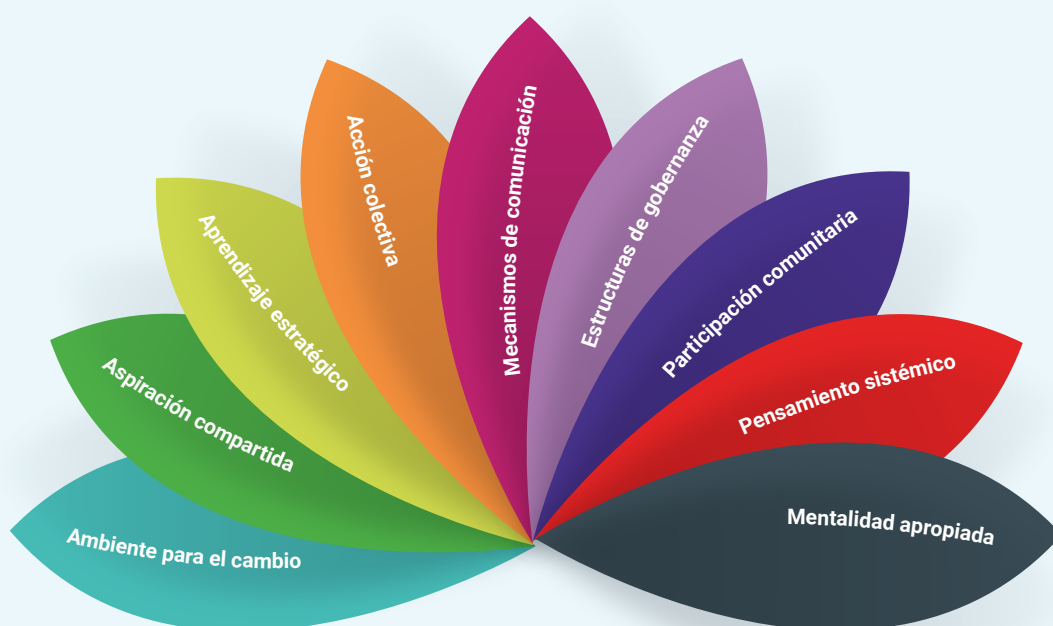 Ambiente para el cambio
Aspiración compartida
Aprendizaje estratégico
Acción colectiva
Mecanismos de comunicación
Estructuras de gobernanza
Participación comunitaria
Pensamiento sistémico
Mentalidad apropiada